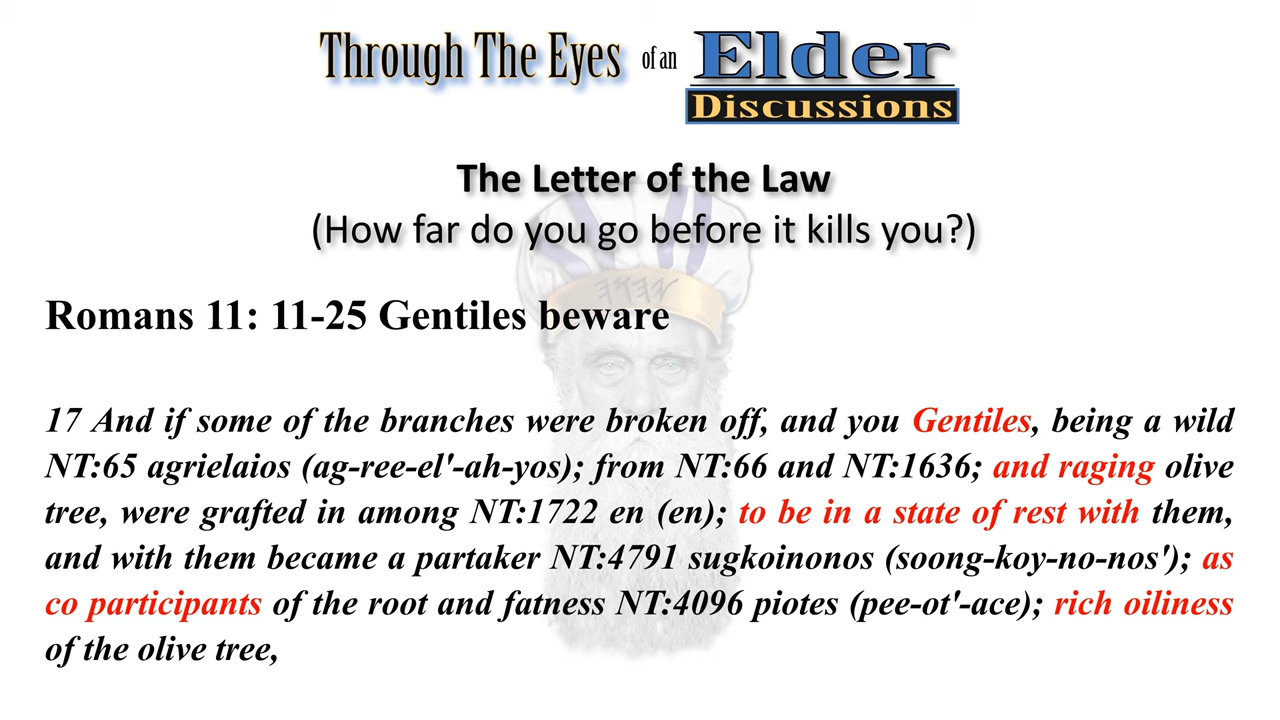 Through The Eyes of an Elder
Discussions
The Letter of the Law
(How far do you go before it kills you?)
𐤉𐤄𐤅𐤄
Romans 11: 11-25 Gentiles beware
17 And if some of the branches were broken off, and you Gentiles, being a wild
NT:65 agrielaios (ag-ree-el'-ah-yos); from NT:66 and NT:1636; and raging olive
tree, were grafted in among NT:1722 en (en); to be in a state of rest with them,
and with them became a partaker NT:4791 sugkoinonos (soong-koy-no-nos'); as
co participants of the root and fatness NT:4096 piotes (pee-ot'-ace); rich oiliness
of the olive tree,